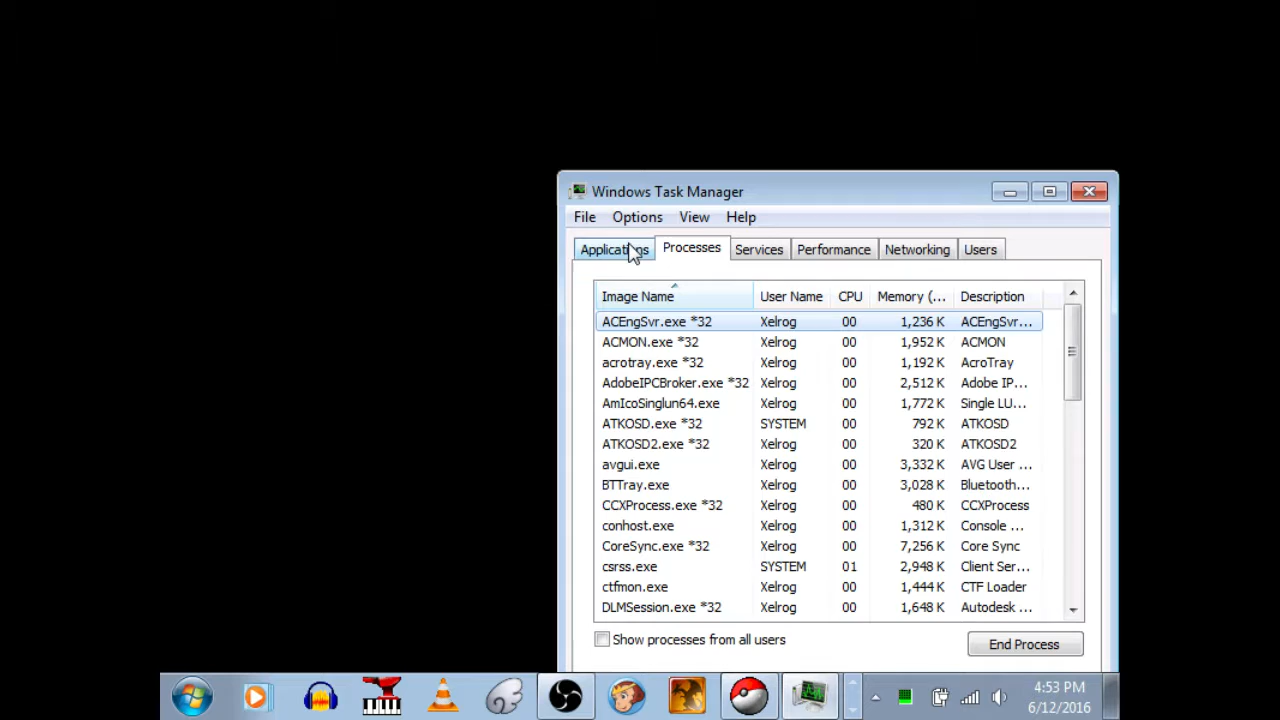 Windows Task Manager
File Options View Help
Applications Processes Services Performance Networking Users
Image Name User Name CPU Memory (... Description
ACEngSvr.exe *32 Xelrog 00 1,236 K ACEngSvr...
ACMON.exe *32 Xelrog 00 1,952 K ACMON
acrotray.exe *32 Xelrog 00 1,192 K AcroTray
AdobeIPCBroker.exe *32 Xelrog 00 2,512 K Adobe IP...
AmIcoSinglun64.exe Xelrog 00 1,772 K Single LU...
ATKOSD.exe *32 SYSTEM 00 792 K ATKOSD
ATKOSD2.exe *32 Xelrog 00 320 K ATKOSD2
avgui.exe Xelrog 00 3,332 K AVG User ...
BTTray.exe Xelrog 00 3,028 K Bluetooth...
CCXProcess.exe *32 Xelrog 00 480 K CCXProcess
conhost.exe Xelrog 00 1,312 K Console ...
CoreSync.exe *32 Xelrog 00 7,256 K Core Sync
csrss.exe SYSTEM 01 2,948 K Client Ser...
ctfmon.exe Xelrog 00 1,444 K CTF Loader
DLMSession.exe *32 Xelrog 00 1,648 K Autodesk ...
Show processes from all users End Process
4:53 PM
6/12/2016